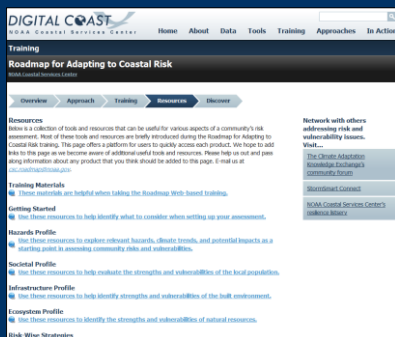 DIGITAL COAST
NOAA Coastal Services Center
Home About Data Tools Training Approaches In Action
Training
Roadmap for Adapting to Coastal Risk
NOAA Coastal Services Center
Overview Approach Training Resources Discover
Resources
Below is a collection of tools and resources that can be useful for various aspects of a community's risk
assessment. Most of these tools and resources are briefly introduced during the Roadmap for Adapting to
Coastal Risk training. This page offers a platform for users to quickly access each product. We hope to add
links to this page as we become aware of additional useful tools and resources. Please help us out and pass
along information about any product that you think should be added to this page. E-mail us at
csc.roadmap@noaa.gov.
Training Materials
These materials are helpful when taking the Roadmap Web-based training.
Getting Started
Use these resources to help identify what to consider when setting up your assessment.
Hazards Profile
Use these resources to explore relevant hazards, climate trends, and potential impacts as a
starting point in assessing community risks and vulnerabilities.
Societal Profile
Use these resources to help evaluate the strengths and vulnerabilities of the local population.
Infrastructure Profile
Use these resources to help identify strengths and vulnerabilities of the built environment.
Ecosystem Profile
Use these resources to identify the strengths and vulnerabilities of natural resources.
Risk-Wise Strategies
Network with others
addressing risk and
vulnerability issues.
Visit...
The Climate Adaptation
Knowledge Exchange's
community forum
StormSmart Connect
NOAA Coastal Services Center's
resilience library